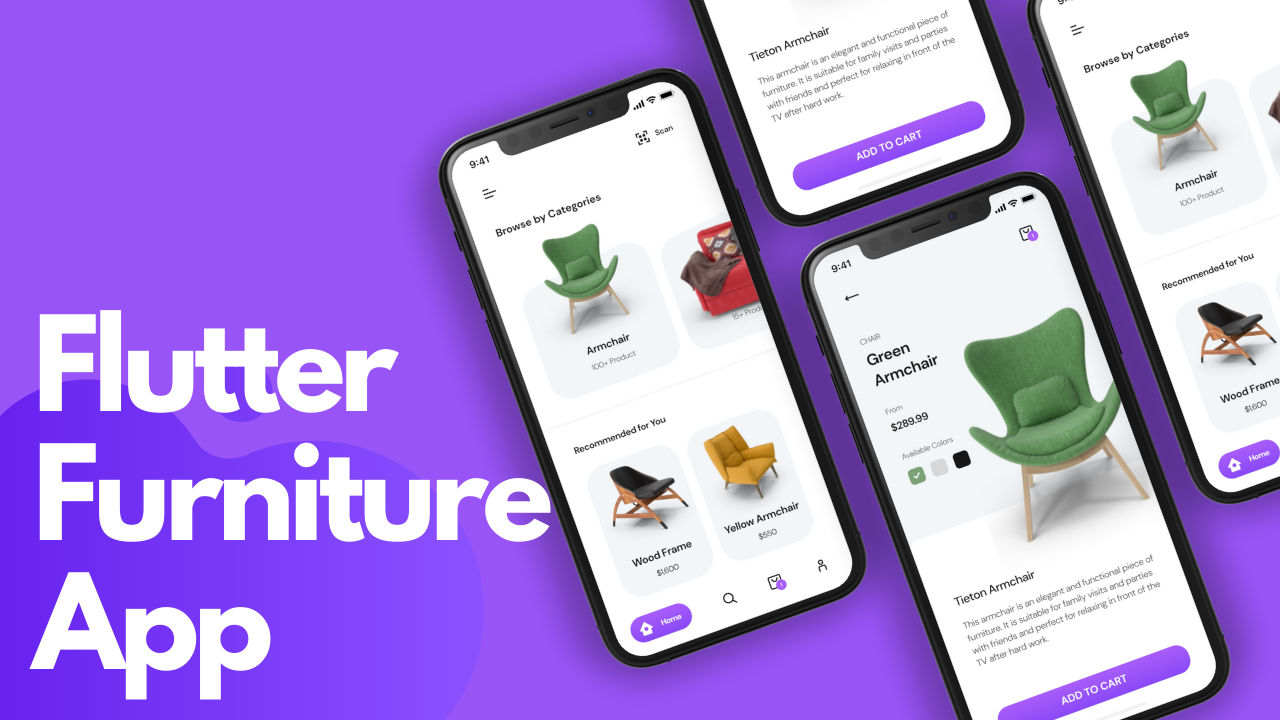 Flutter
Furniture
App
9:41
Scan
Browse by Categories
Armchair
100+ Product
15+
Recommended for You
Wood Frame
$1,600
Yellow Armchair
$550
Home
1
Tieton Armchair
This armchair is an elegant and functional piece of
furniture. It is suitable for family visits and parties
with friends and perfect for relaxing in front of the
TV after hard work.
ADD TO CART
9:41
1
CHAIR
Green
Armchair
From
$289.99
Available Colors
Tieton Armchair
This armchair is an elegant and functional piece of
furniture. It is suitable for family visits and parties
with friends and perfect for relaxing in front of the
TV after hard work.
ADD TO CART
Browse by Categories
Armchair
100+ Product
Recommended for You
Wood Frame
$1,600
Home